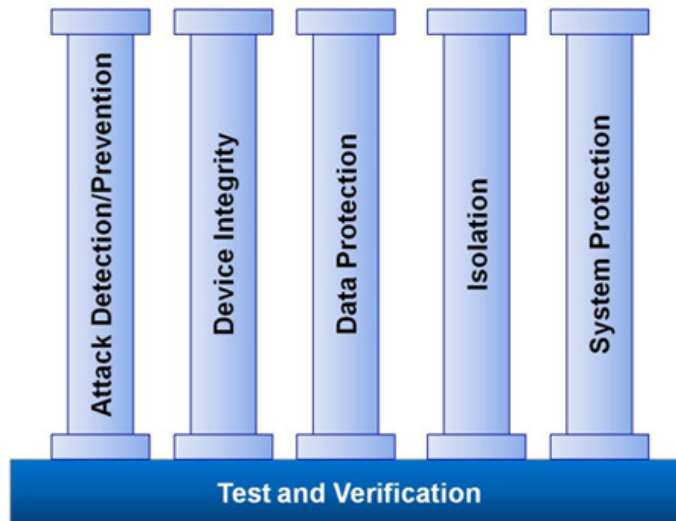 Attack Detection/Prevention
Device Integrity
Data Protection
Isolation
System Protection
Test and Verification